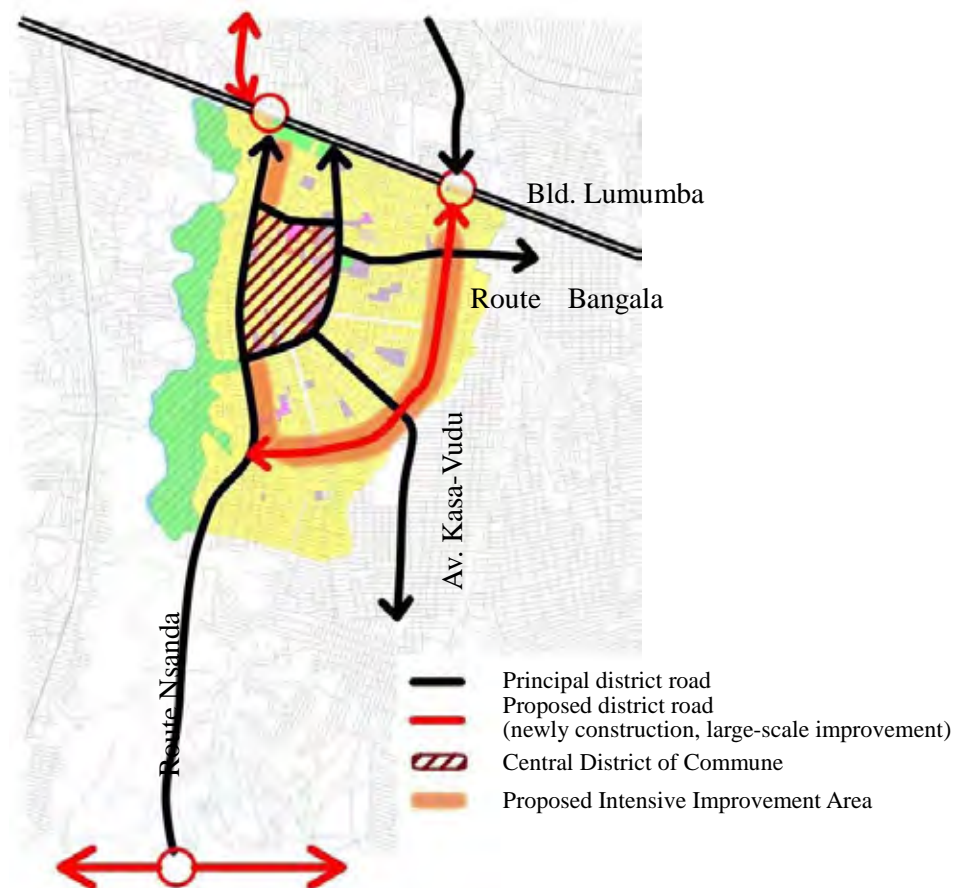 Bld. Lumumba
Route Bangala
Av. Kasa-Vudu
Route Nsanda
Principal district road
Proposed district road
(newly construction, large-scale improvement)
Central District of Commune
Proposed Intensive Improvement Area